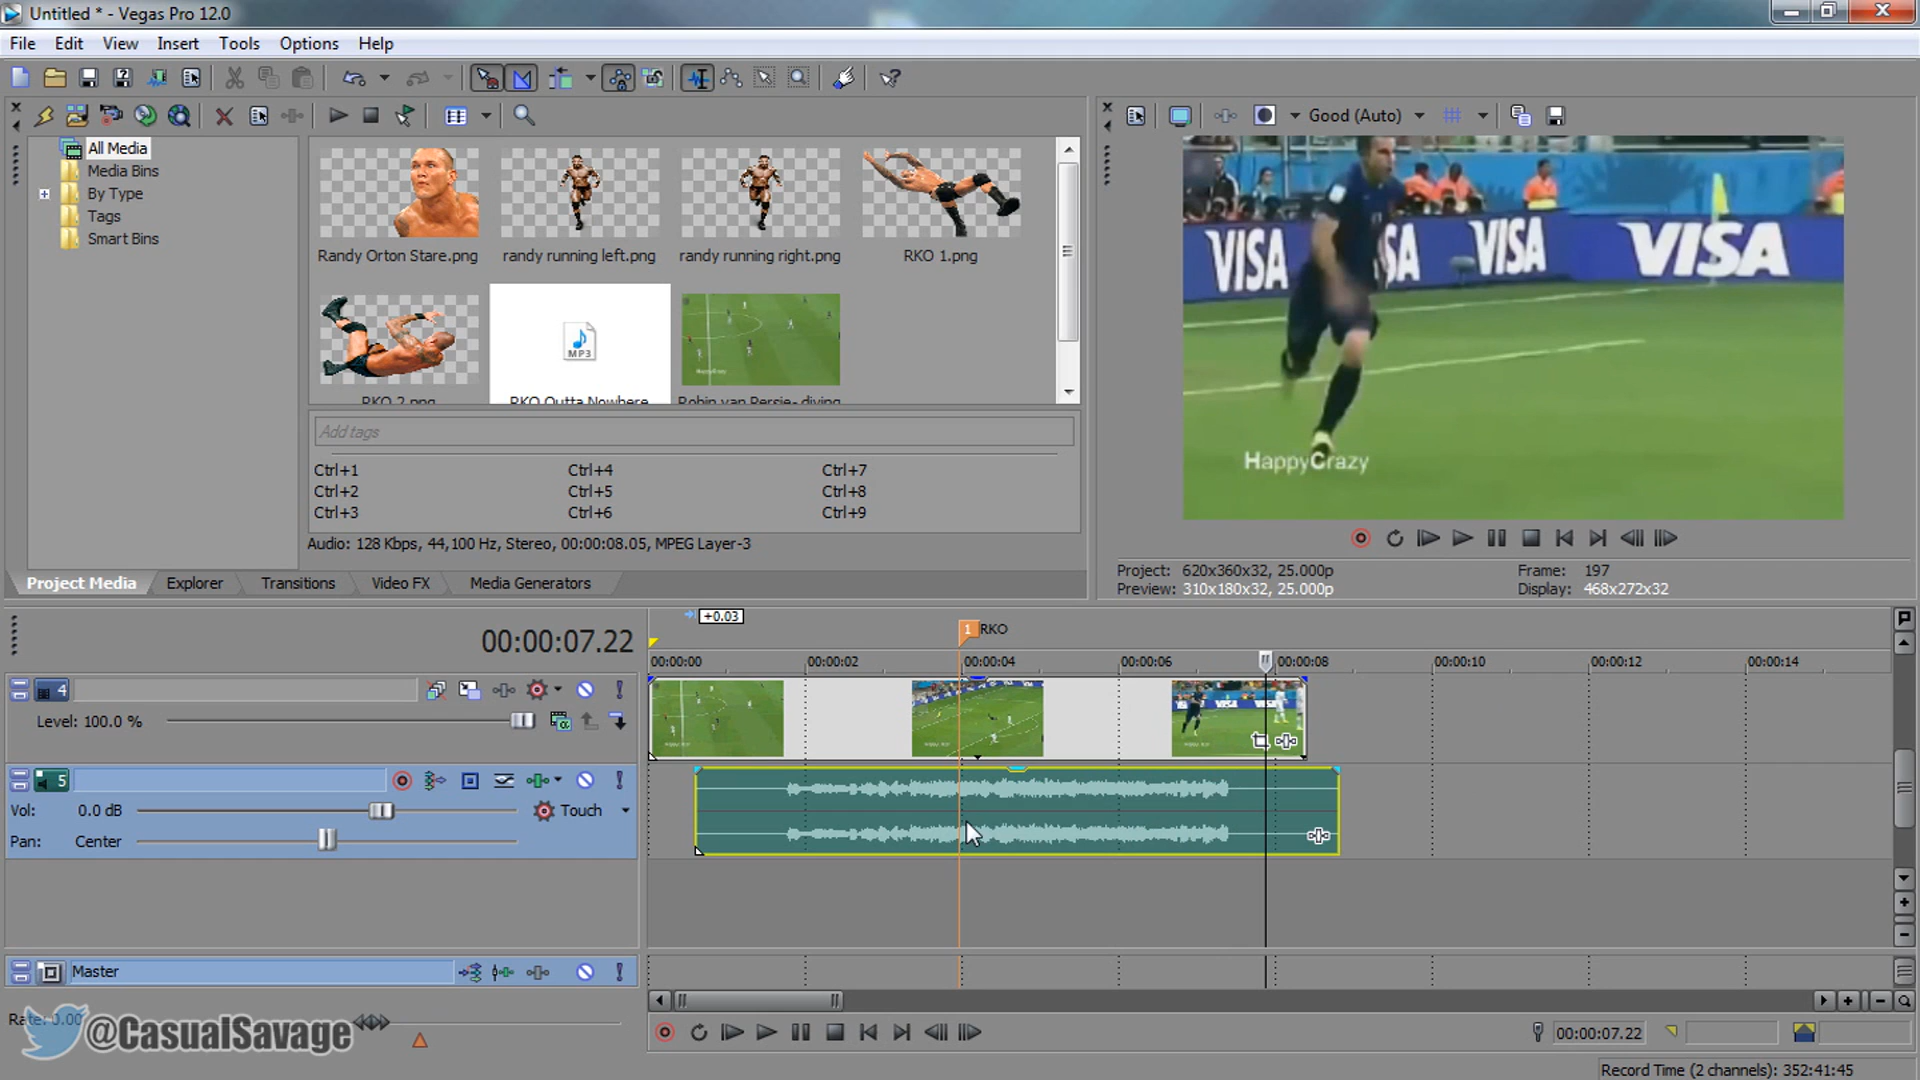 Untitled * - Vegas Pro 12.0
File Edit View Insert Tools Options Help
All Media
Media Bins
By Type
Tags
Smart Bins
Randy Orton Stare.png
randy running left.png
randy running right.png
RKO 1.png
MP3
RKO 2.png
RKO Outta Nowhere
Robin van Persie- diving
Add tags
Ctrl+1 Ctrl+4 Ctrl+7
Ctrl+2 Ctrl+5 Ctrl+8
Ctrl+3 Ctrl+6 Ctrl+9
Audio: 128 Kbps, 44,100 Hz, Stereo, 00:00:08.05, MPEG Layer-3
Project Media Explorer Transitions Video FX Media Generators
Good (Auto)
VISA VISA VISA VISA
HappyCrazy
Project: 620x360x32, 25.000p Frame: 197
Preview: 310x180x32, 25.000p Display: 468x272x32
+0.03
00:00:07.22
1 RKO
00:00:00 00:00:02 00:00:04 00:00:06 00:00:08 00:00:10 00:00:12 00:00:14
4
Level: 100.0 %
5
Vol: 0.0 dB Touch
Pan: Center
Master
Rate: 0.00
@CasualSavage
00:00:07.22
Record Time (2 channels): 352:41:45